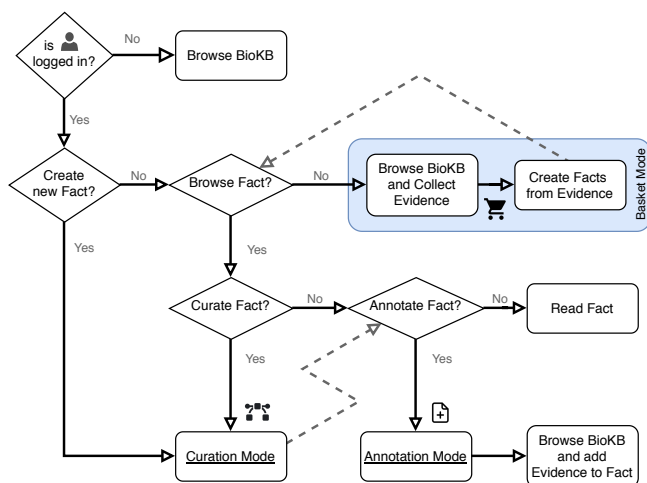 is
logged in?
No
Browse BioKB
Yes
Create
new Fact?
No
Browse Fact?
No
Browse BioKB
and Collect
Evidence
Create Facts
from Evidence
Basket Mode
Yes
Yes
Curate Fact?
No
Annotate Fact?
No
Read Fact
Yes
Yes
Curation Mode
Annotation Mode
Browse BioKB
and add
Evidence to Fact